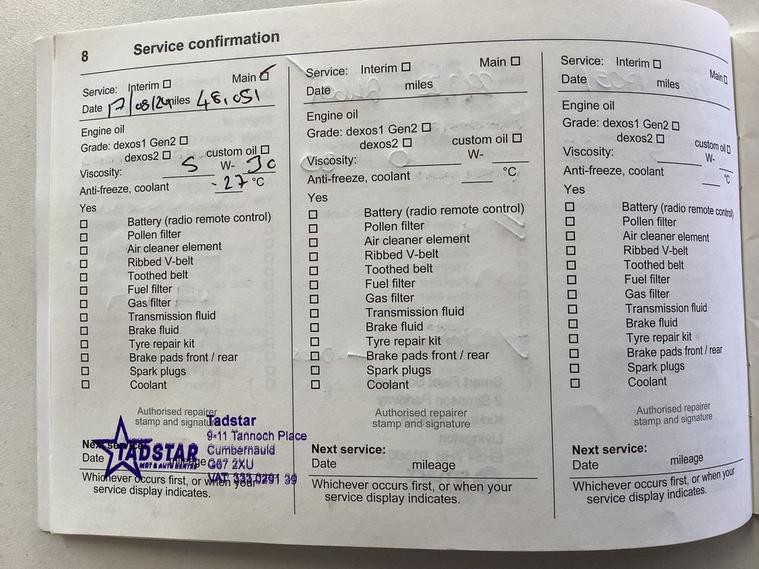 8 Service confirmation
Service: Interim ☐ Main ☑
Date 17/08/24 miles 48,051
Engine oil
Grade: dexos1 Gen2 ☐
dexos2 ☐ custom oil ☐
Viscosity: 5 W- 30
Anti-freeze, coolant -27 °C
Yes
☐ Battery (radio remote control)
☐ Pollen filter
☐ Air cleaner element
☐ Ribbed V-belt
☐ Toothed belt
☐ Fuel filter
☐ Gas filter
☐ Transmission fluid
☐ Brake fluid
☐ Tyre repair kit
☐ Brake pads front / rear
☐ Spark plugs
☐ Coolant
Authorised repairer
stamp and signature
TADSTAR
MOT & AUTO CENTRE
Tadstar
9-11 Tannoch Place
Cumbernauld
G67 2XU
VAT 333 0291 39
Next service:
Date mileage
Whichever occurs first, or when your
service display indicates.
Service: Interim ☐ Main ☐
Date miles
Engine oil
Grade: dexos1 Gen2 ☐
dexos2 ☐ custom oil ☐
Viscosity: W-
Anti-freeze, coolant °C
Yes
☐ Battery (radio remote control)
☐ Pollen filter
☐ Air cleaner element
☐ Ribbed V-belt
☐ Toothed belt
☐ Fuel filter
☐ Gas filter
☐ Transmission fluid
☐ Brake fluid
☐ Tyre repair kit
☐ Brake pads front / rear
☐ Spark plugs
☐ Coolant
Authorised repairer
stamp and signature
Next service:
Date mileage
Whichever occurs first, or when your
service display indicates.
Service: Interim ☐ Main ☐
Date miles
Engine oil
Grade: dexos1 Gen2 ☐
dexos2 ☐ custom oil ☐
Viscosity: W-
Anti-freeze, coolant °C
Yes
☐ Battery (radio remote control)
☐ Pollen filter
☐ Air cleaner element
☐ Ribbed V-belt
☐ Toothed belt
☐ Fuel filter
☐ Gas filter
☐ Transmission fluid
☐ Brake fluid
☐ Tyre repair kit
☐ Brake pads front / rear
☐ Spark plugs
☐ Coolant
Authorised repairer
stamp and signature
Next service:
Date mileage
Whichever occurs first, or when your
service display indicates.